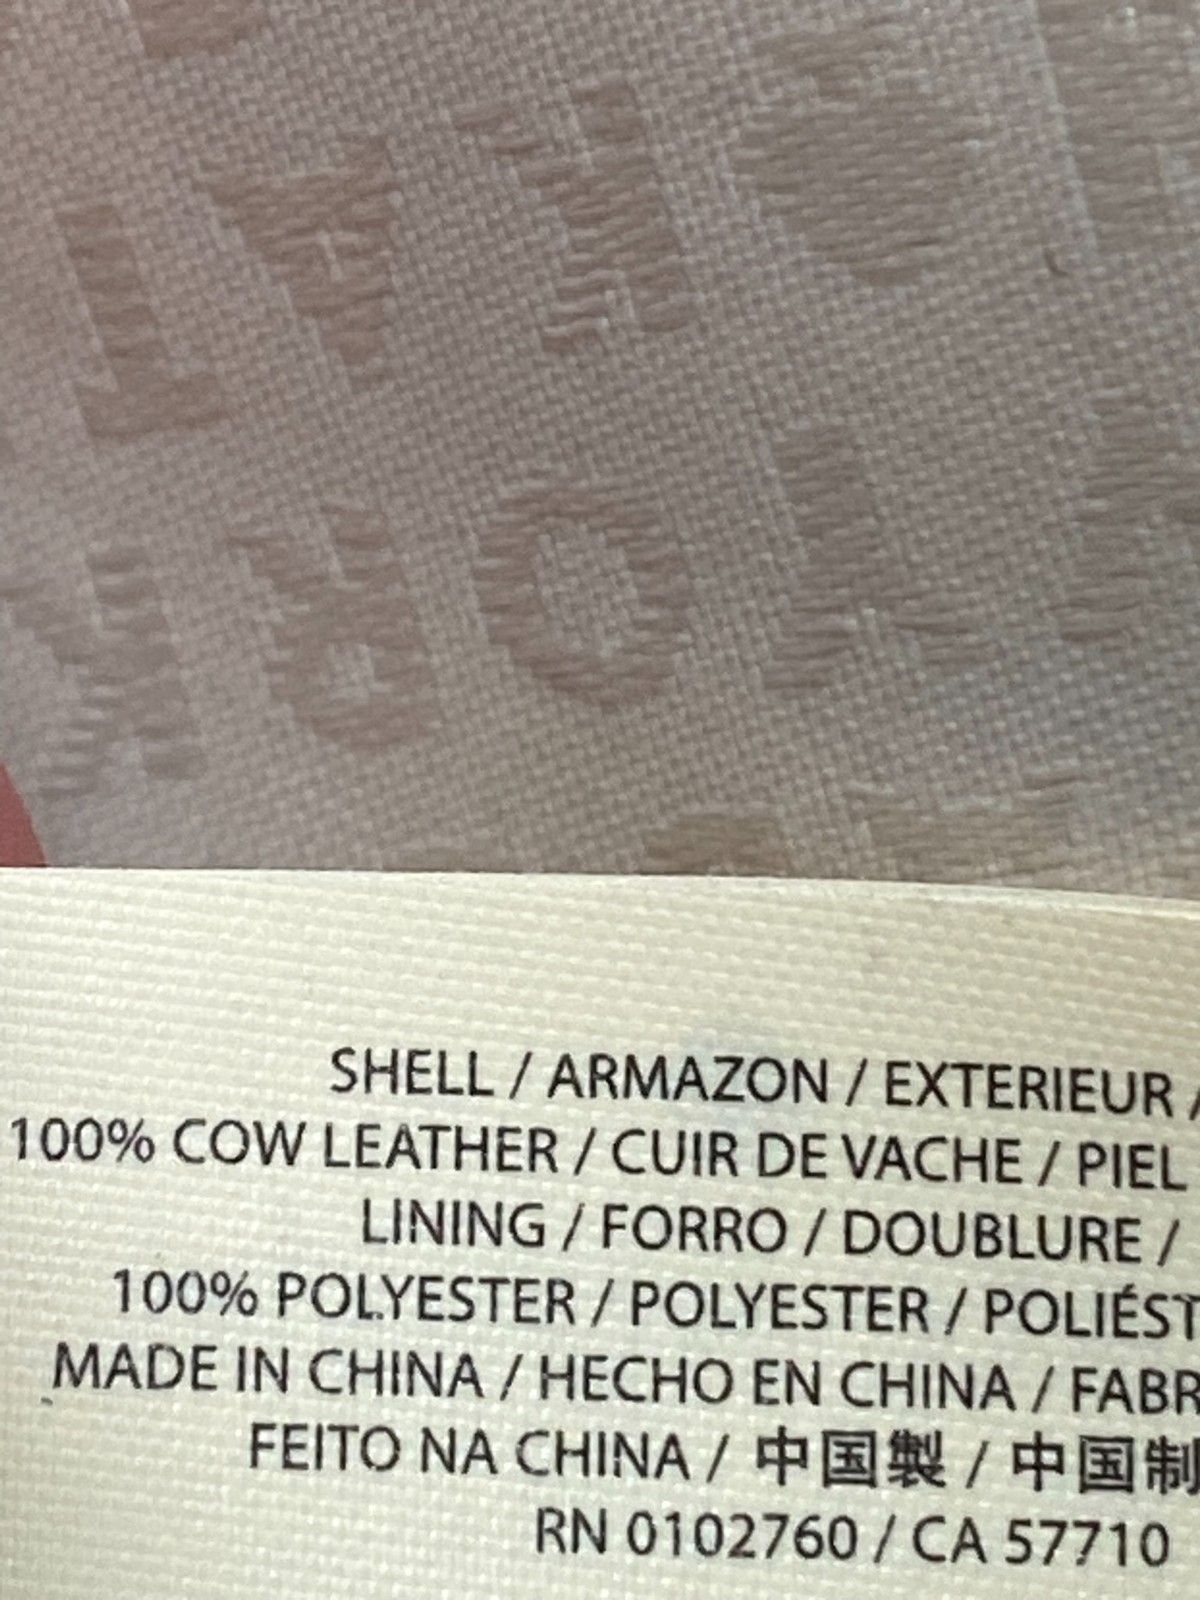 SHELL / ARMAZON / EXTERIEUR /
100% COW LEATHER / CUIR DE VACHE / PIEL
LINING / FORRO / DOUBLURE /
100% POLYESTER / POLYESTER / POLIÉST
MADE IN CHINA / HECHO EN CHINA / FABR
FEITO NA CHINA / 中国製 / 中国制
RN 0102760 / CA 57710